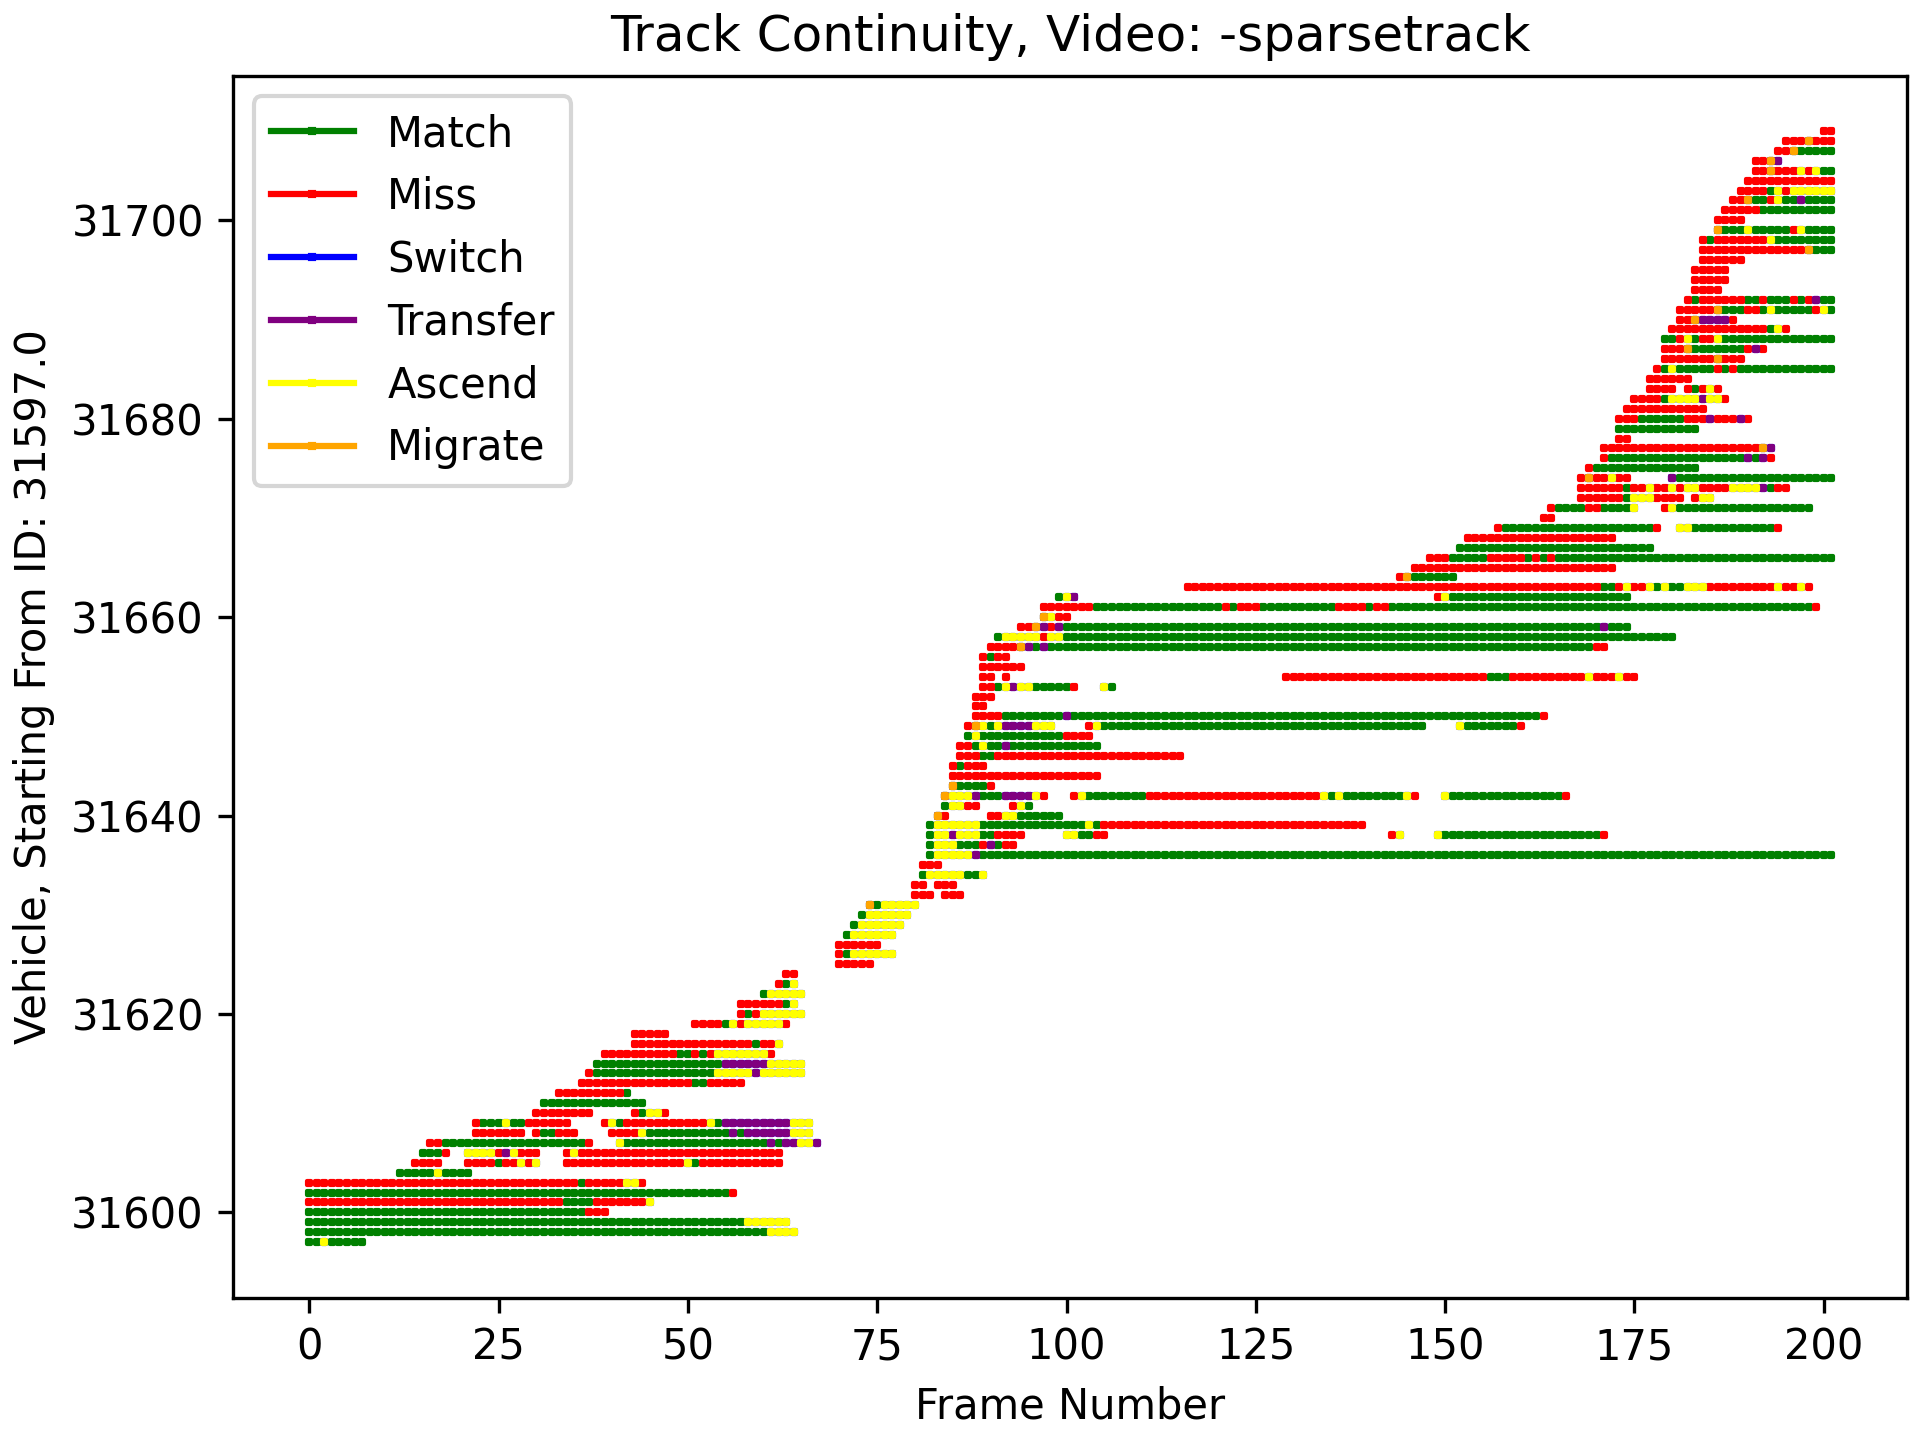 Track Continuity, Video: -sparsetrack
Match
Miss
Switch
Transfer
Ascend
Migrate
Vehicle, Starting From ID: 31597.0
31700
31680
31660
31640
31620
31600
0 25 50 75 100 125 150 175 200
Frame Number